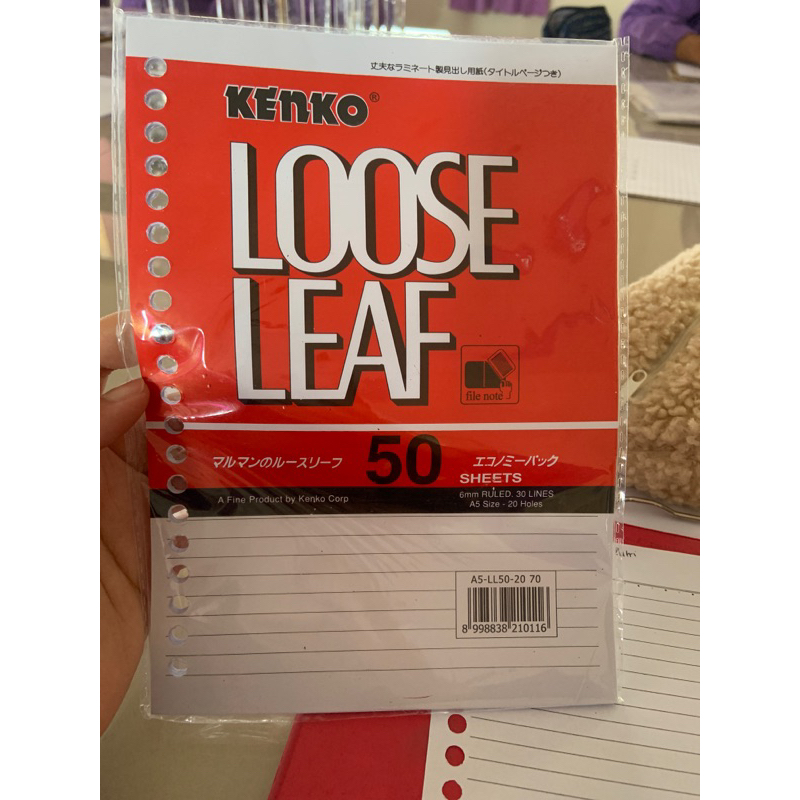 丈夫なラミネート製見出し用紙(タイトルページつき)
KENKO®
LOOSE
LEAF
file note
マルマンのルースリーフ 50 エコノミーパック
SHEETS
A Fine Product by Kenko Corp
6mm RULED. 30 LINES
A5 Size - 20 Holes
A5-LL50-20 70
8 998838 210116